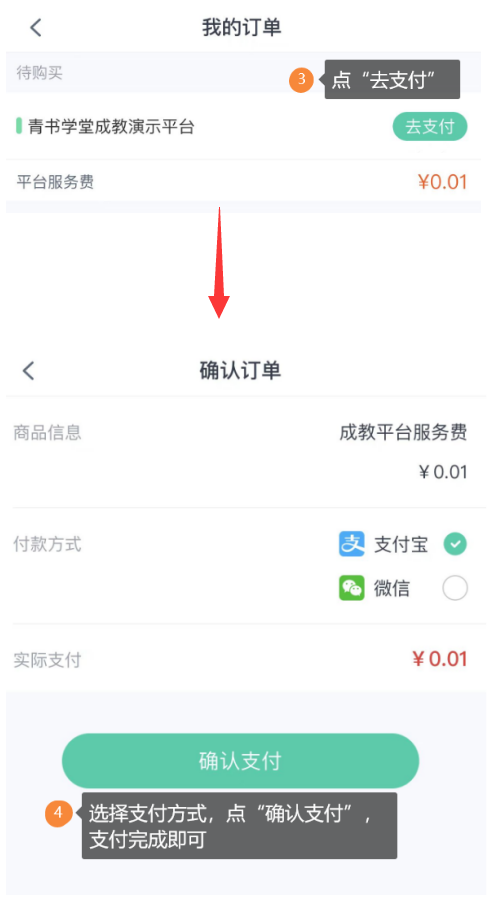 我的订单
待购买
3 点“去支付”
青书学堂成教演示平台 去支付
平台服务费 ¥0.01
确认订单
商品信息 成教平台服务费
¥0.01
付款方式 支 支付宝
微信
实际支付 ¥0.01
确认支付
4 选择支付方式，点“确认支付”，
支付完成即可